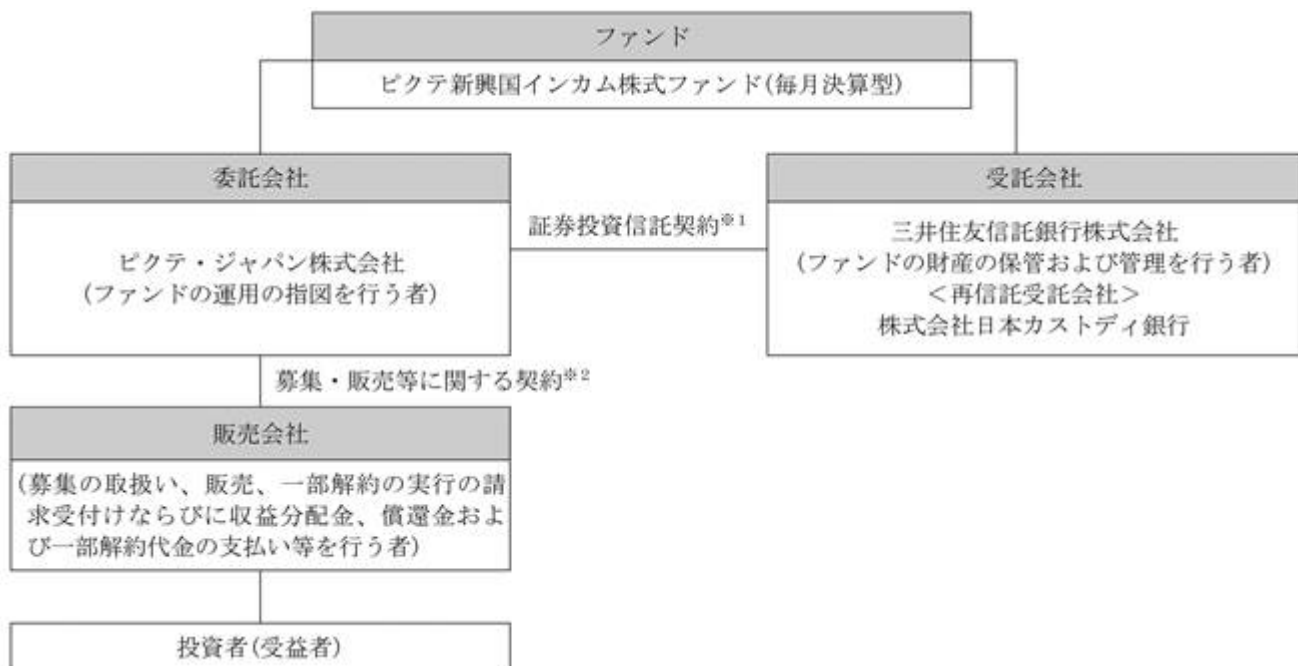 ファンド
ピクテ新興国インカム株式ファンド(毎月決算型)
委託会社
ピクテ・ジャパン株式会社
(ファンドの運用の指図を行う者)
証券投資信託契約※1
受託会社
三井住友信託銀行株式会社
(ファンドの財産の保管および管理を行う者)
<再信託受託会社>
株式会社日本カストディ銀行
募集・販売等に関する契約※2
販売会社
(募集の取扱い、販売、一部解約の実行の請
求受付けならびに収益分配金、償還金およ
び一部解約代金の支払い等を行う者)
投資者(受益者)